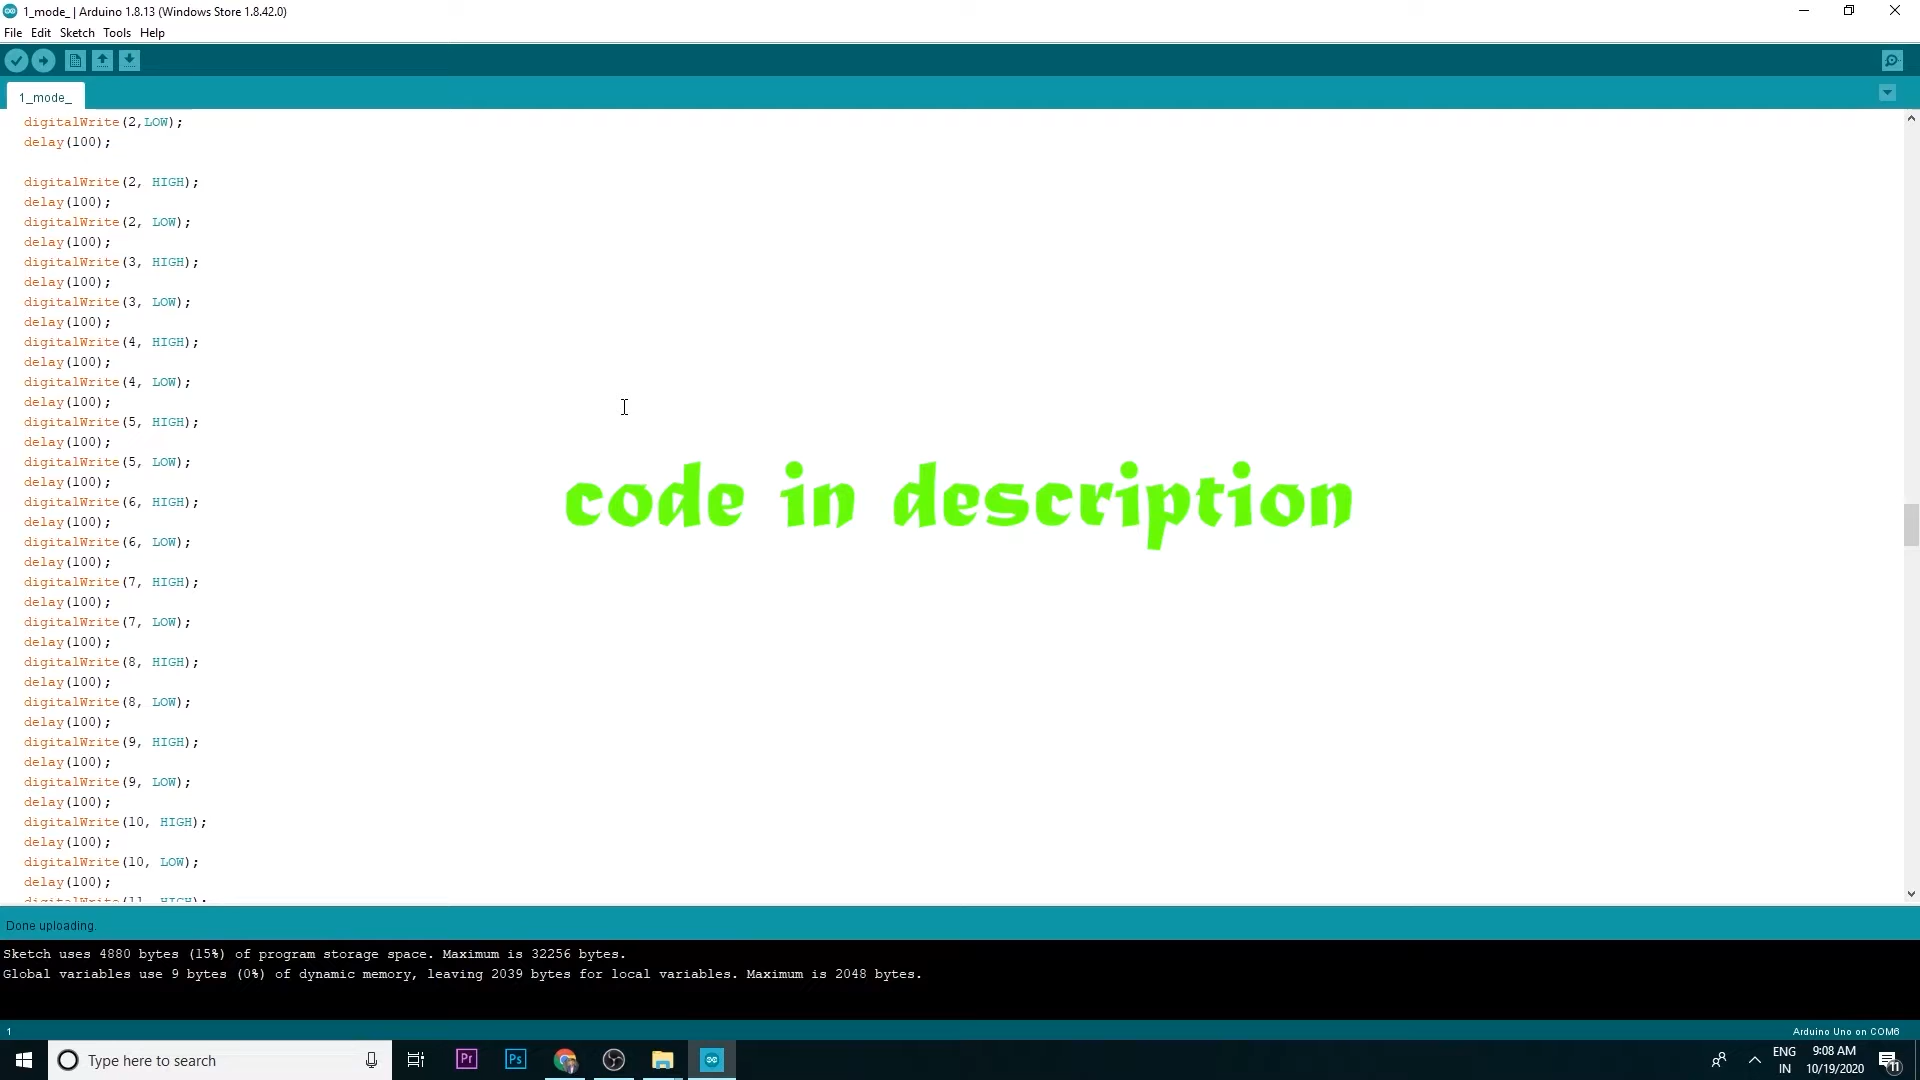 1_mode_ | Arduino 1.8.13 (Windows Store 1.8.42.0)
File Edit Sketch Tools Help
1_mode_
digitalWrite(2,LOW);
delay(100);
digitalWrite(2, HIGH);
delay(100);
digitalWrite(2, LOW);
delay(100);
digitalWrite(3, HIGH);
delay(100);
digitalWrite(3, LOW);
delay(100);
digitalWrite(4, HIGH);
delay(100);
digitalWrite(4, LOW);
delay(100);
digitalWrite(5, HIGH);
delay(100);
digitalWrite(5, LOW);
delay(100);
digitalWrite(6, HIGH);
delay(100);
digitalWrite(6, LOW);
delay(100);
digitalWrite(7, HIGH);
delay(100);
digitalWrite(7, LOW);
delay(100);
digitalWrite(8, HIGH);
delay(100);
digitalWrite(8, LOW);
delay(100);
digitalWrite(9, HIGH);
delay(100);
digitalWrite(9, LOW);
delay(100);
digitalWrite(10, HIGH);
delay(100);
digitalWrite(10, LOW);
delay(100);
digitalWrite(11, HIGH);
code in description
Done uploading.
Sketch uses 4880 bytes (15%) of program storage space. Maximum is 32256 bytes.
Global variables use 9 bytes (0%) of dynamic memory, leaving 2039 bytes for local variables. Maximum is 2048 bytes.
1
Arduino Uno on COM6
Type here to search
Pr
Ps
ENG
IN
9:08 AM
10/19/2020
11